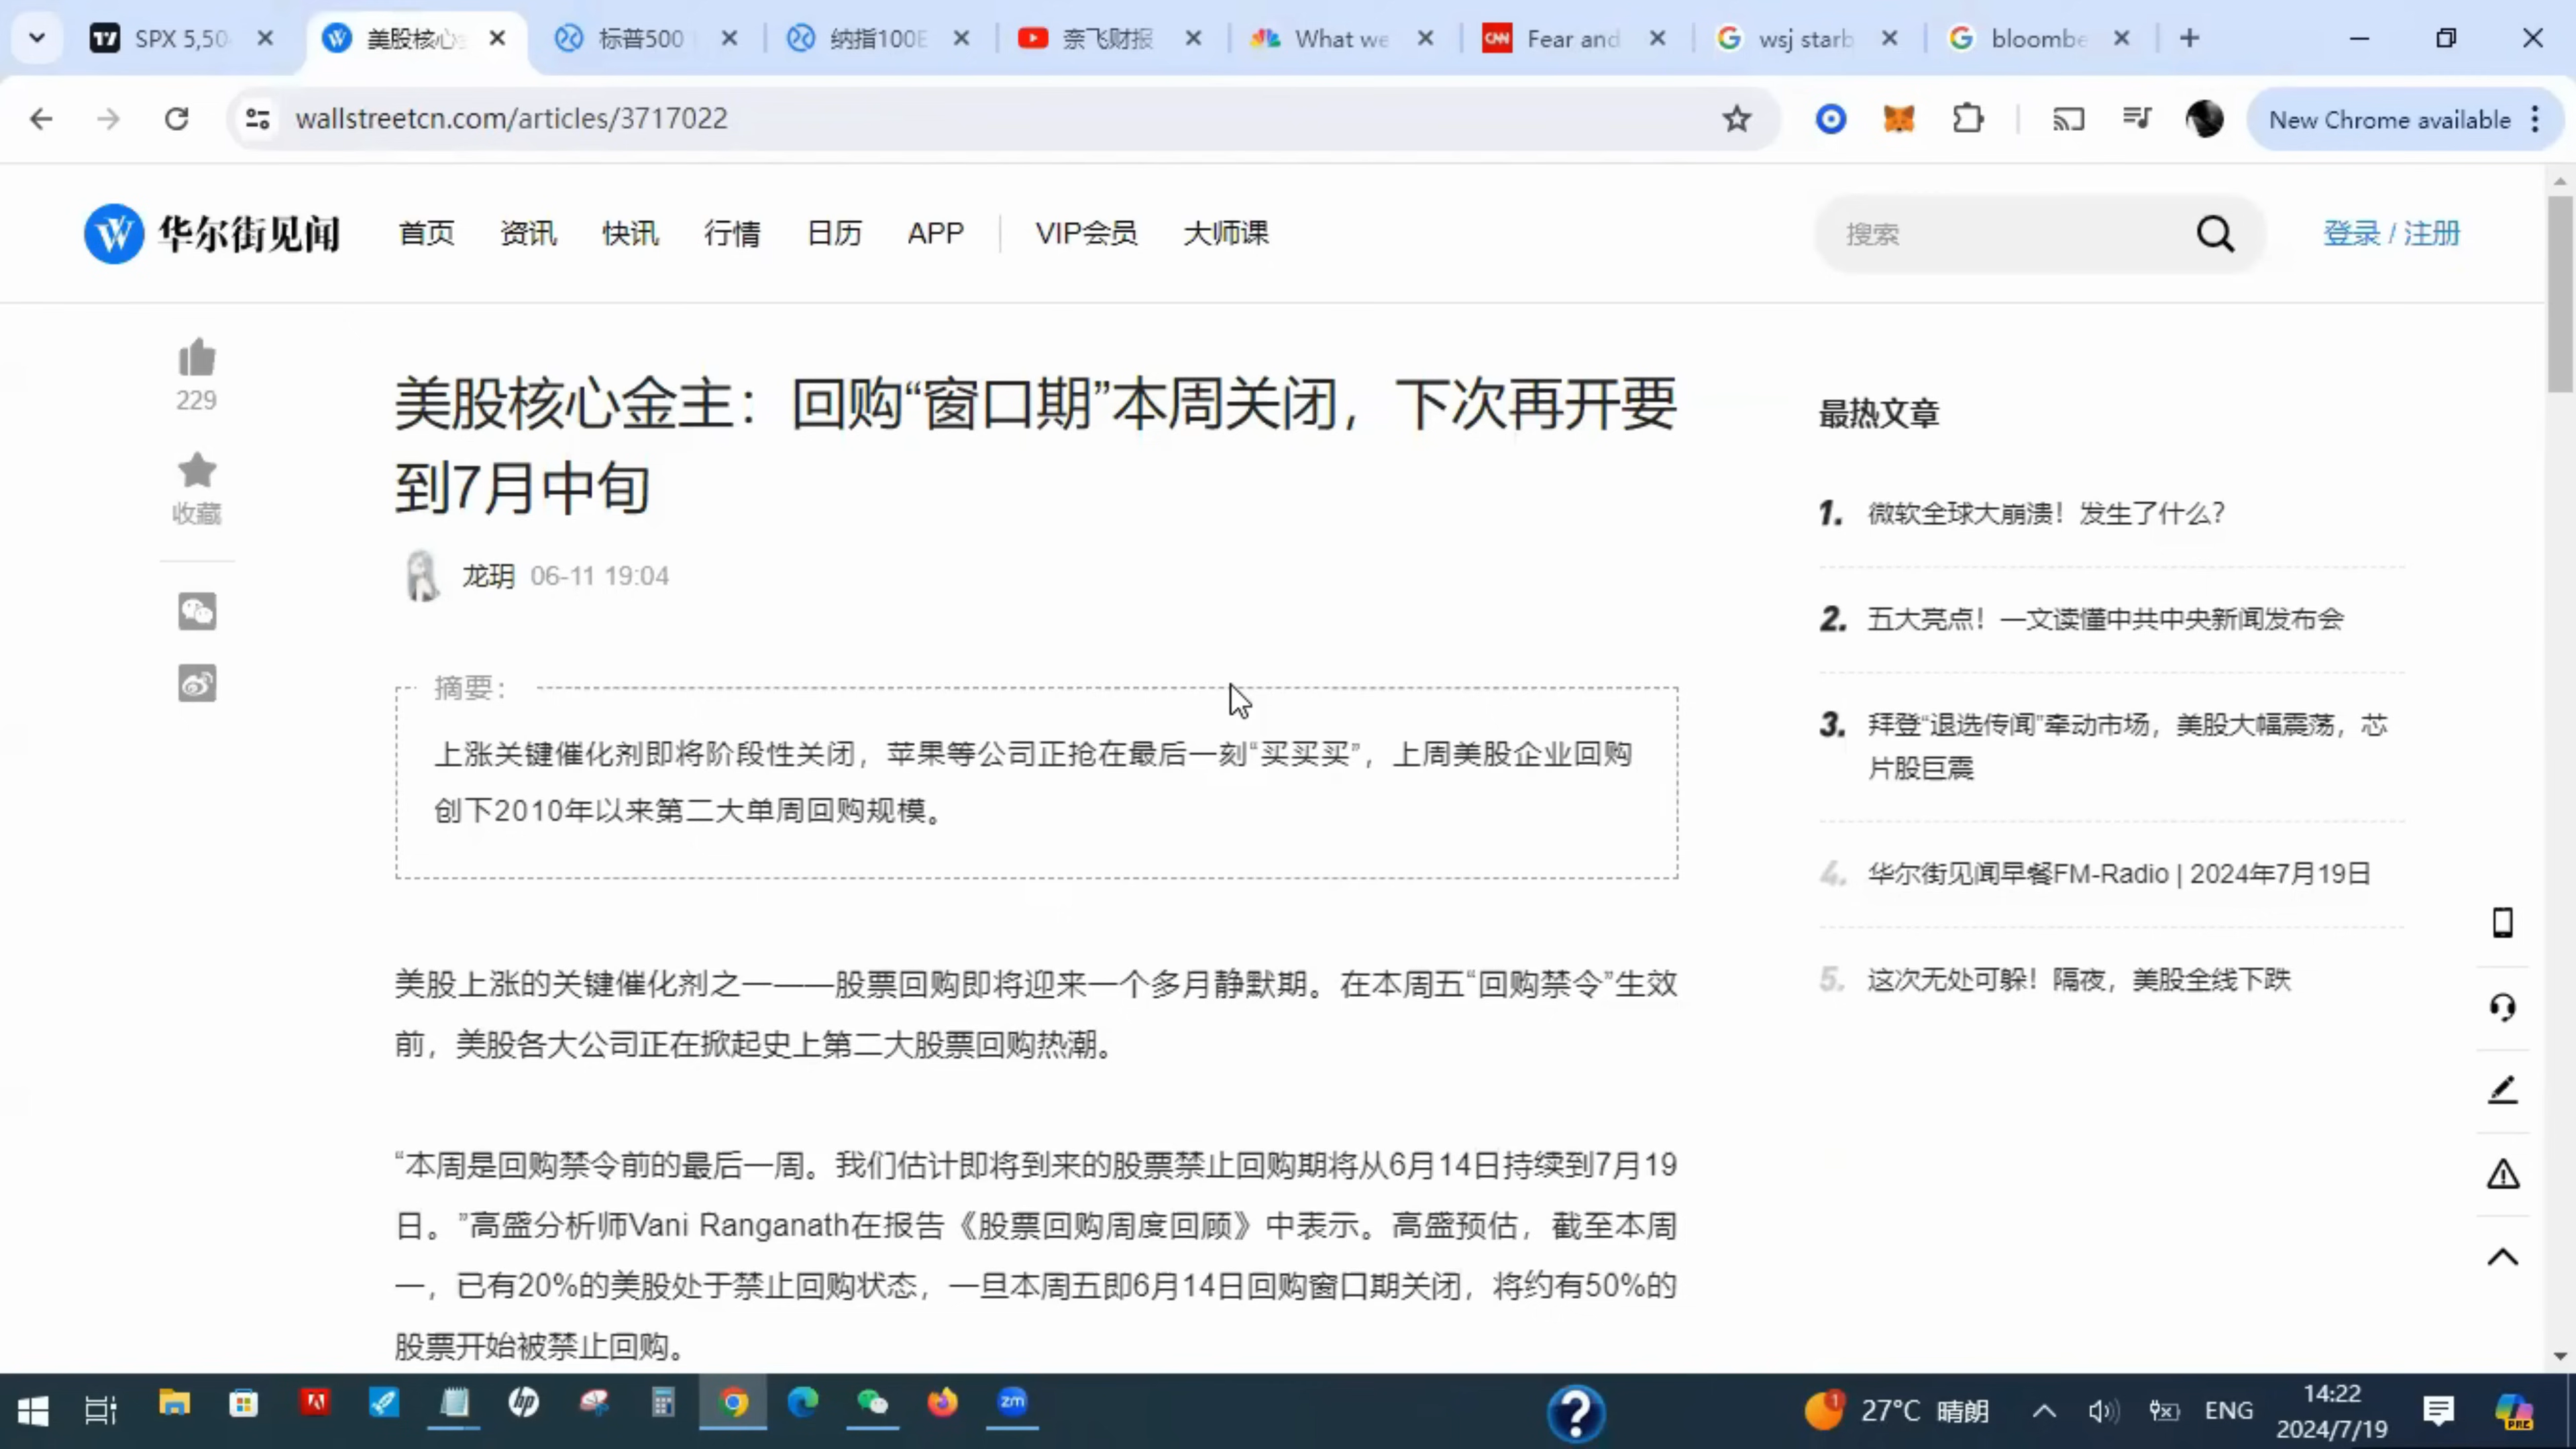 SPX 5,50
美股核心
标普500
纳指100E
奈飞财报
What we
Fear and
wsj starb
bloombe
wallstreetcn.com/articles/3717022
New Chrome available
华尔街见闻
首页
资讯
快讯
行情
日历
APP
VIP会员
大师课
搜索
登录 / 注册
229
收藏
美股核心金主：回购“窗口期”本周关闭，下次再开要
到7月中旬
龙玥 06-11 19:04
摘要：
上涨关键催化剂即将阶段性关闭，苹果等公司正抢在最后一刻“买买买”，上周美股企业回购
创下2010年以来第二大单周回购规模。
美股上涨的关键催化剂之一——股票回购即将迎来一个多月静默期。在本周五“回购禁令”生效
前，美股各大公司正在掀起史上第二大股票回购热潮。
“本周是回购禁令前的最后一周。我们估计即将到来的股票禁止回购期将从6月14日持续到7月19
日。”高盛分析师Vani Ranganath在报告《股票回购周度回顾》中表示。高盛预估，截至本周
一，已有20%的美股处于禁止回购状态，一旦本周五即6月14日回购窗口期关闭，将约有50%的
股票开始被禁止回购。
最热文章
1. 微软全球大崩溃！发生了什么？
2. 五大亮点！一文读懂中共中央新闻发布会
3. 拜登“退选传闻”牵动市场，美股大幅震荡，芯
片股巨震
4. 华尔街见闻早餐FM-Radio | 2024年7月19日
5. 这次无处可躲！隔夜，美股全线下跌
27°C 晴朗
ENG
14:22
2024/7/19